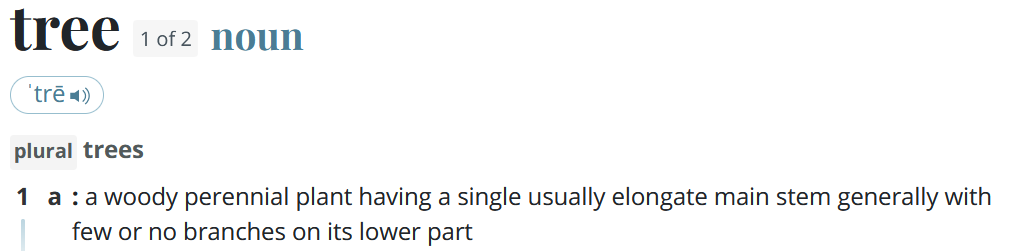 tree 1 of 2 noun
ˈtrē
plural trees
1 a : a woody perennial plant having a single usually elongate main stem generally with
few or no branches on its lower part